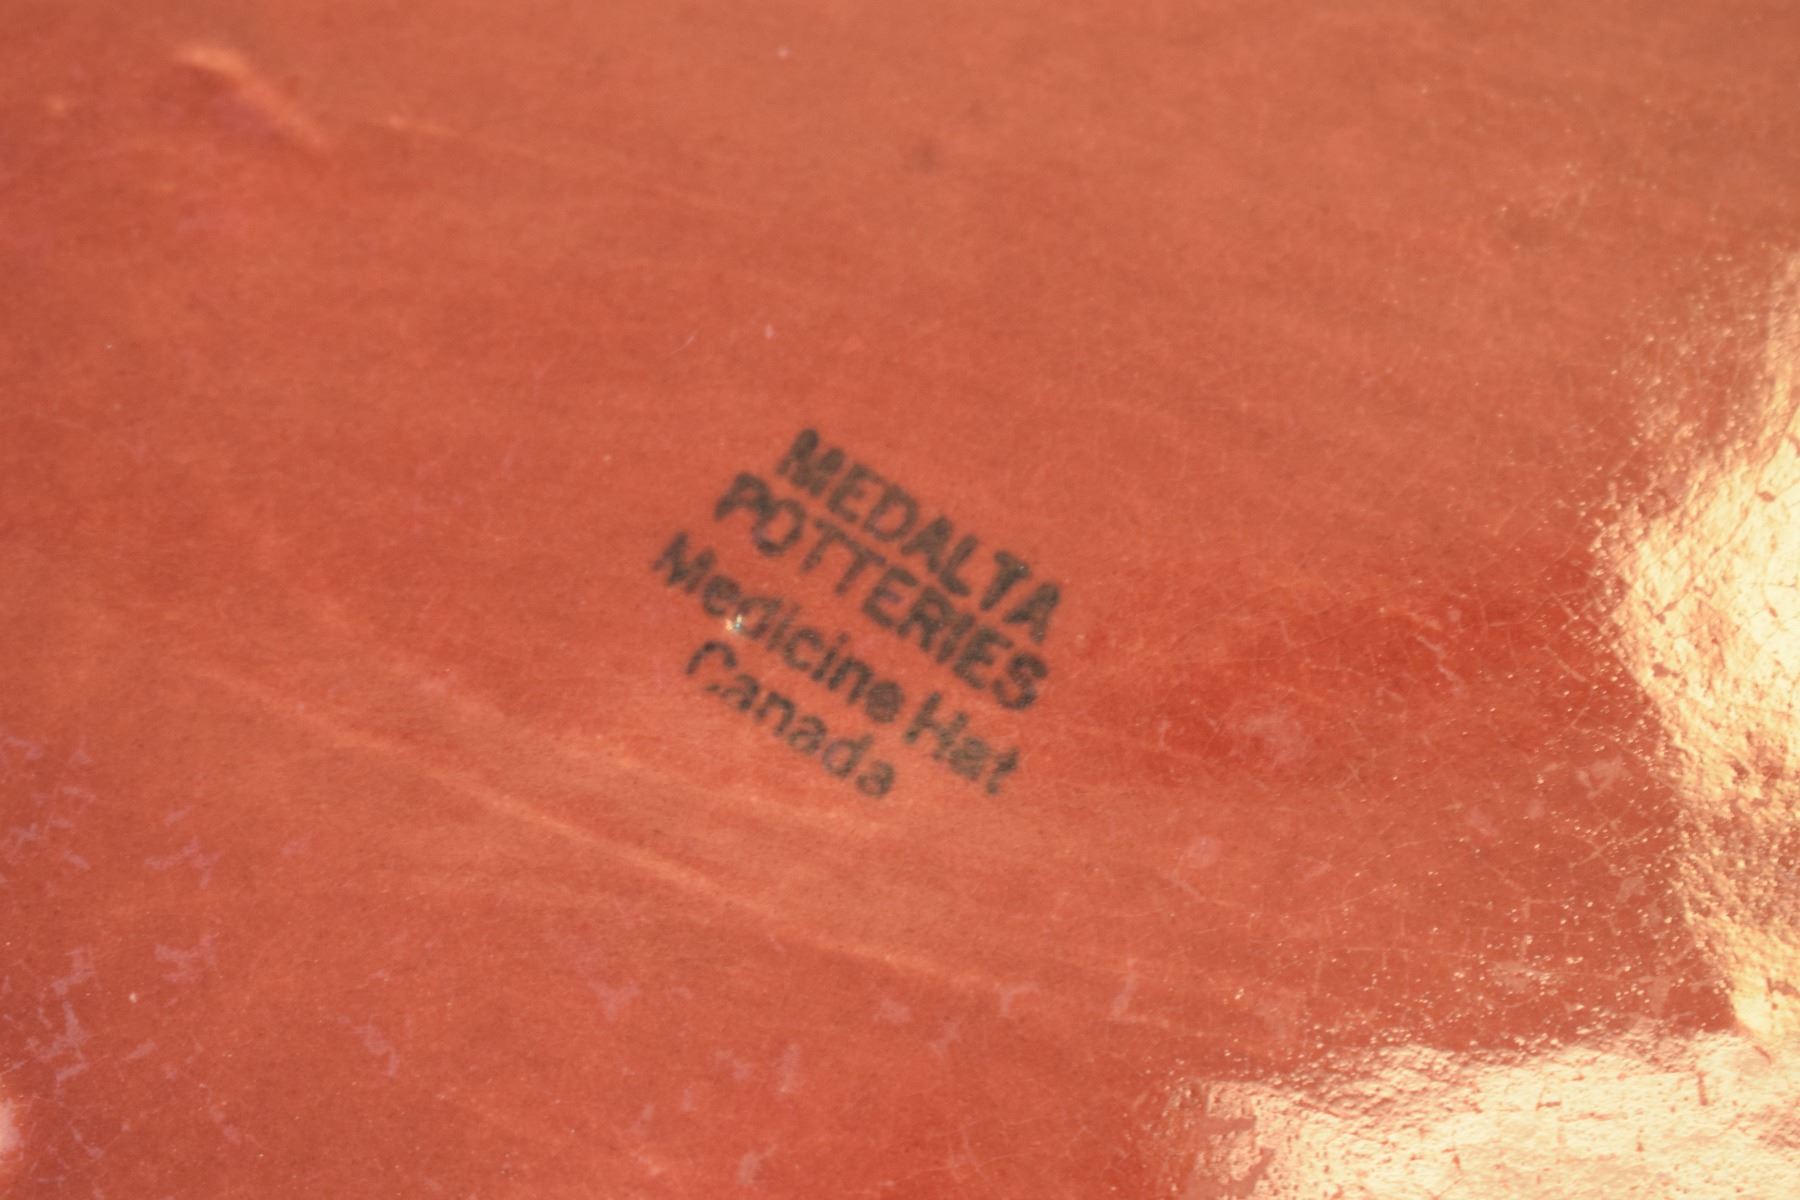 MEDALTA
POTTERIES
Medicine Hat
Canada